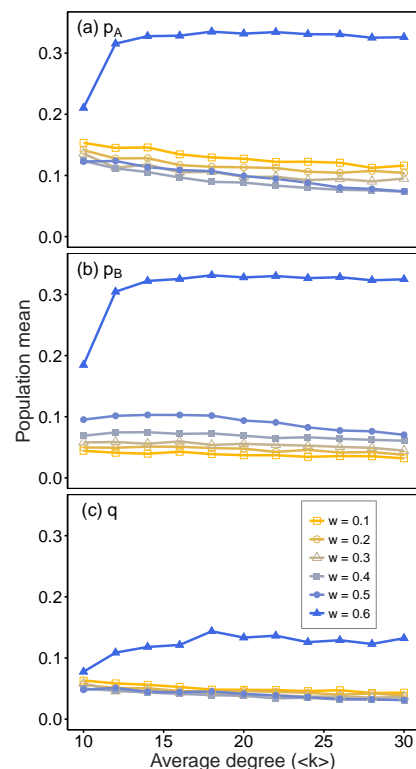 (a) pA
0.3
0.2
0.1
0.0
(b) pB
0.3
0.2
0.1
0.0
Population mean
(c) q
0.3
0.2
0.1
0.0
w = 0.1
w = 0.2
w = 0.3
w = 0.4
w = 0.5
w = 0.6
10 15 20 25 30
Average degree (<k>)